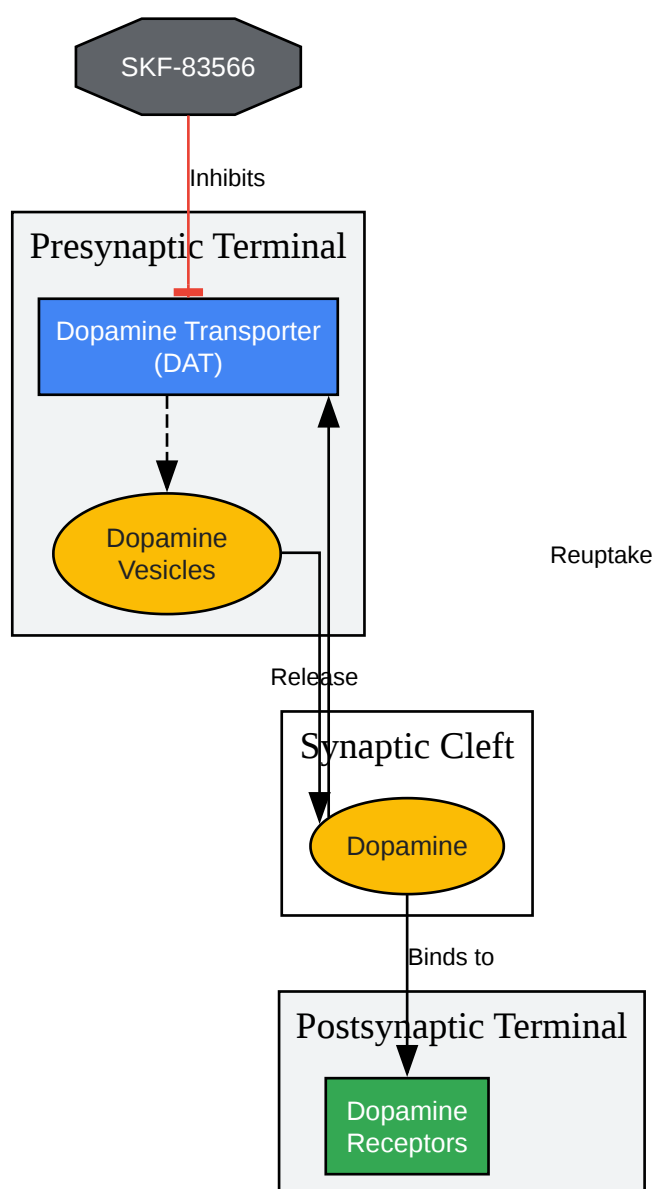 SKF-83566
Inhibits
Presynaptic Terminal
Dopamine Transporter
(DAT)
Dopamine
Vesicles
Reuptake
Release
Synaptic Cleft
Dopamine
Binds to
Postsynaptic Terminal
Dopamine
Receptors